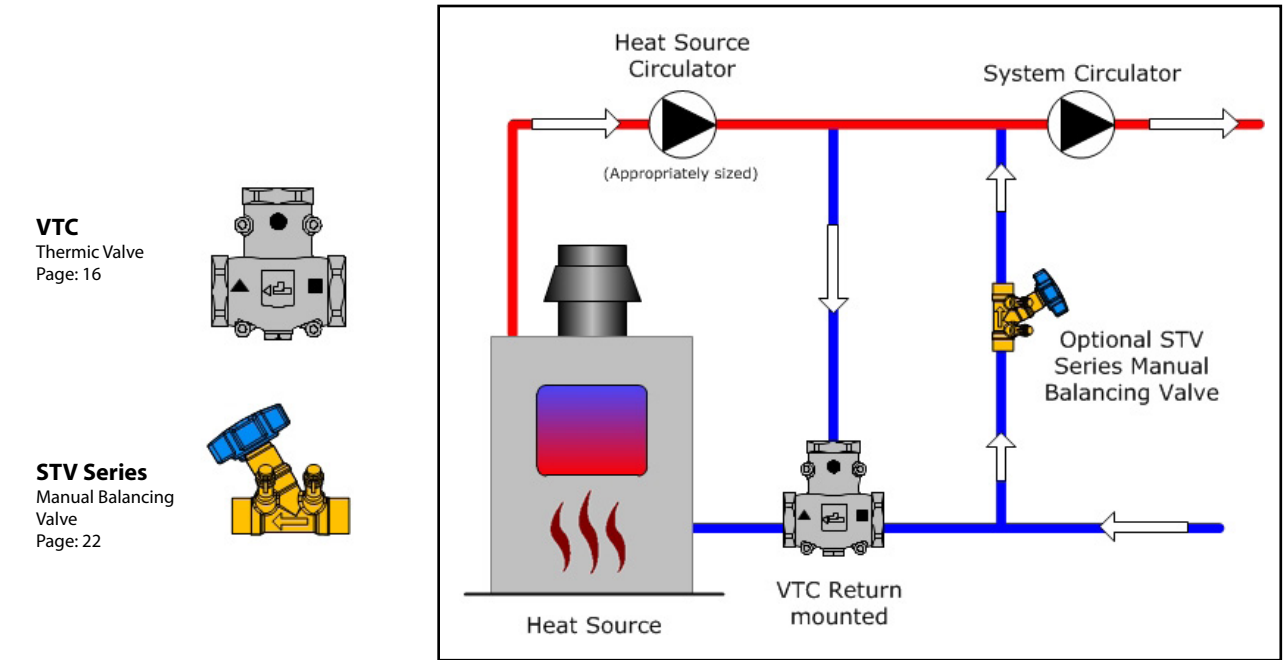 VTC
Thermic Valve
Page: 16
STV Series
Manual Balancing
Valve
Page: 22
Heat Source
Circulator
(Appropriately sized)
System Circulator
Optional STV
Series Manual
Balancing Valve
VTC Return
mounted
Heat Source